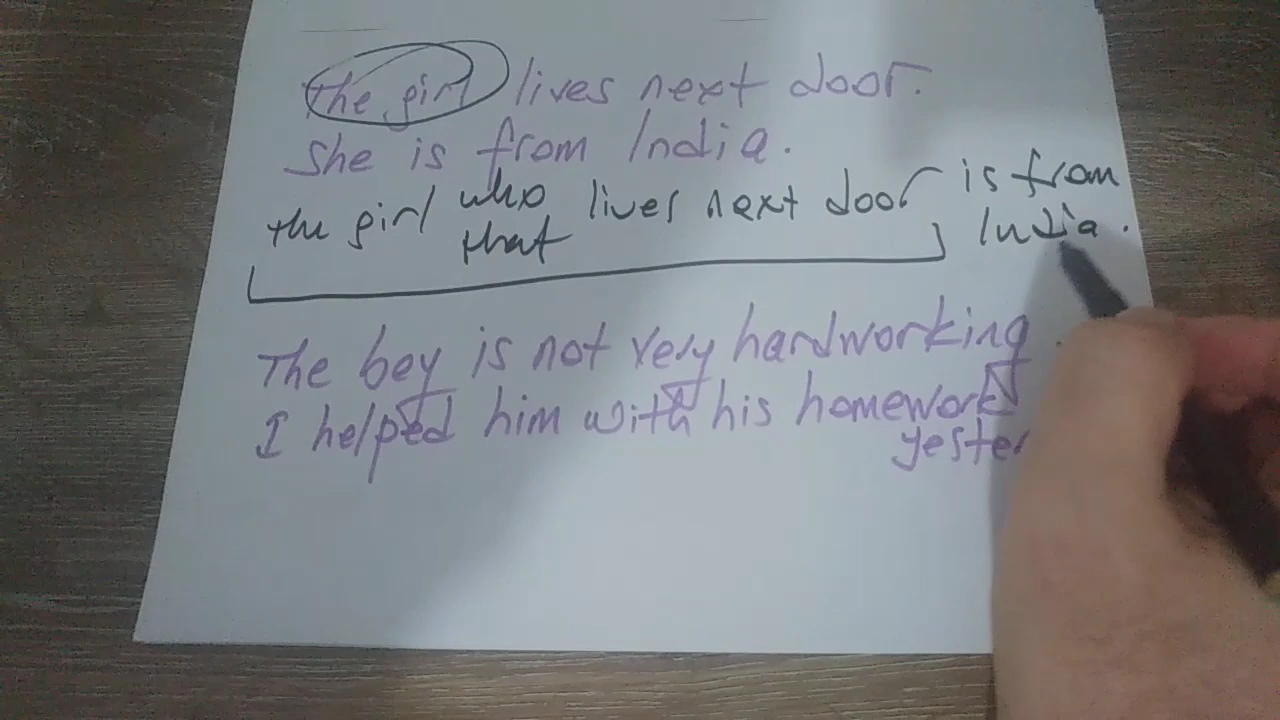 The girl lives next door.
She is from India.
the girl who lives next door is from
that India.
The boy is not very hardworking.
I helped him with his homework